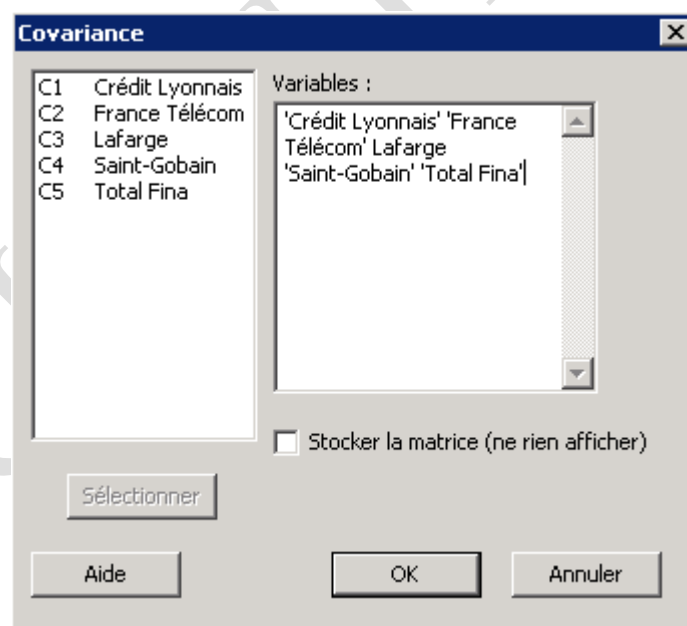 Covariance
C1 Crédit Lyonnais
C2 France Télécom
C3 Lafarge
C4 Saint-Gobain
C5 Total Fina
Variables :
'Crédit Lyonnais' 'France
Télécom' Lafarge
'Saint-Gobain' 'Total Fina'
Stocker la matrice (ne rien afficher)
Sélectionner
Aide
OK
Annuler